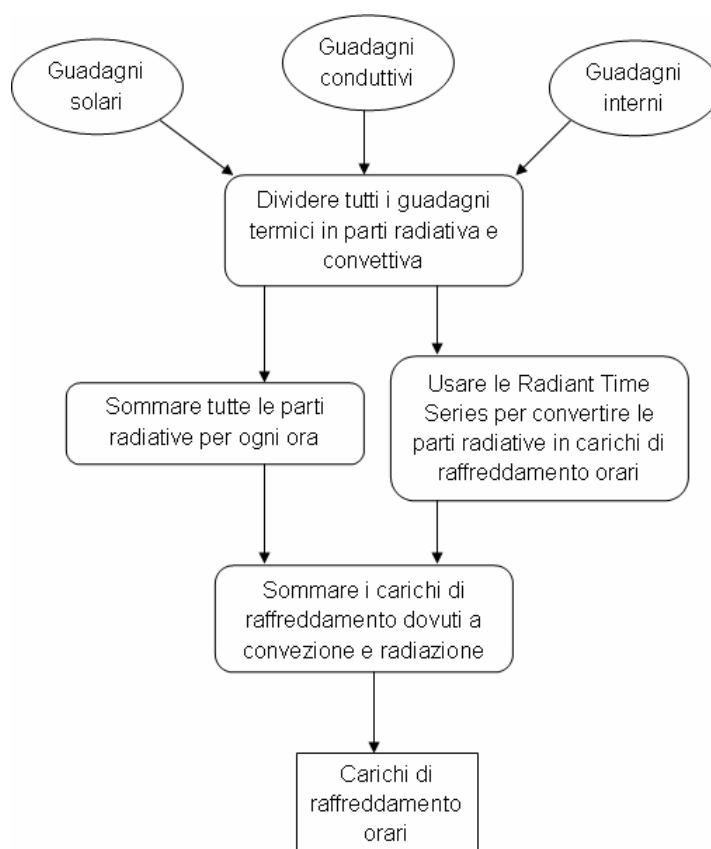 Guadagni
solari
Guadagni
conduttivi
Guadagni
interni
Dividere tutti i guadagni
termici in parti radiativa e
convettiva
Sommare tutte le parti
radiative per ogni ora
Usare le Radiant Time
Series per convertire le
parti radiative in carichi di
raffreddamento orari
Sommare i carichi di
raffreddamento dovuti a
convezione e radiazione
Carichi di
raffreddamento
orari